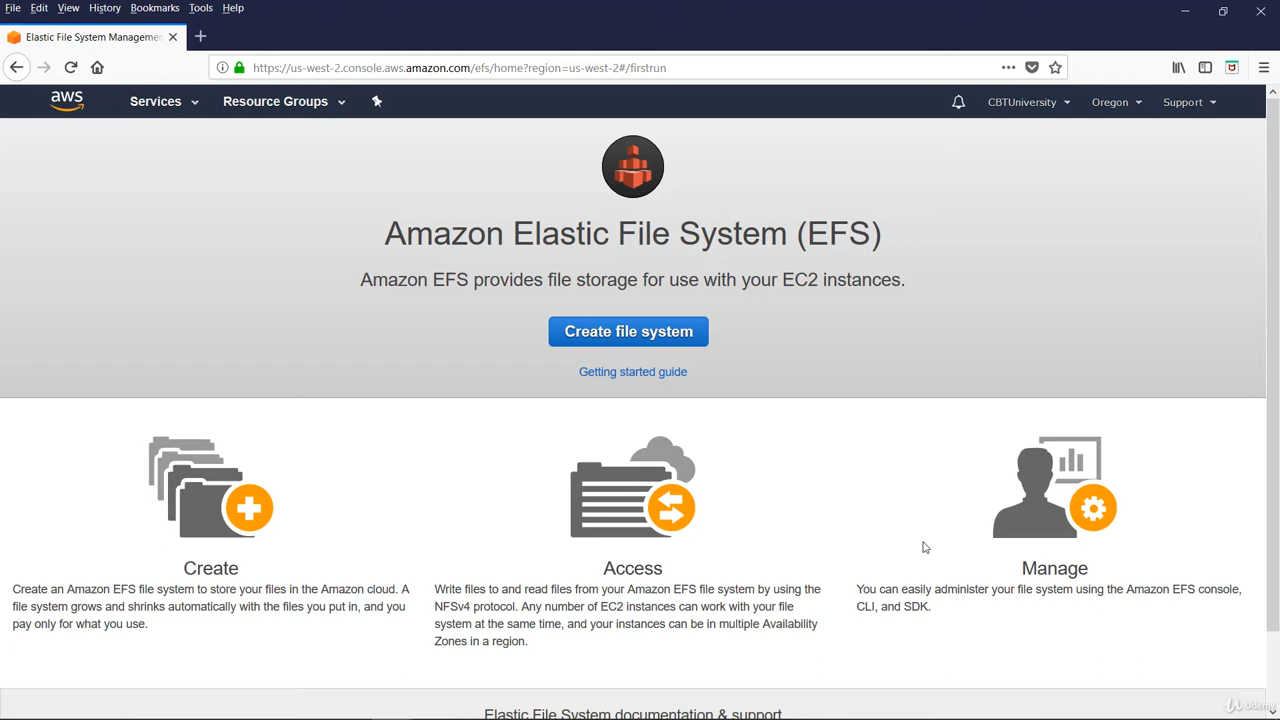 File Edit View History Bookmarks Tools Help
Elastic File System Manageme
https://us-west-2.console.aws.amazon.com/efs/home?region=us-west-2#/firstrun
aws Services Resource Groups CBTUniversity Oregon Support
Amazon Elastic File System (EFS)
Amazon EFS provides file storage for use with your EC2 instances.
Create file system
Getting started guide
Create
Create an Amazon EFS file system to store your files in the Amazon cloud. A
file system grows and shrinks automatically with the files you put in, and you
pay only for what you use.
Access
Write files to and read files from your Amazon EFS file system by using the
NFSv4 protocol. Any number of EC2 instances can work with your file
system at the same time, and your instances can be in multiple Availability
Zones in a region.
Manage
You can easily administer your file system using the Amazon EFS console,
CLI, and SDK.
Elastic File System documentation & support
Udemy